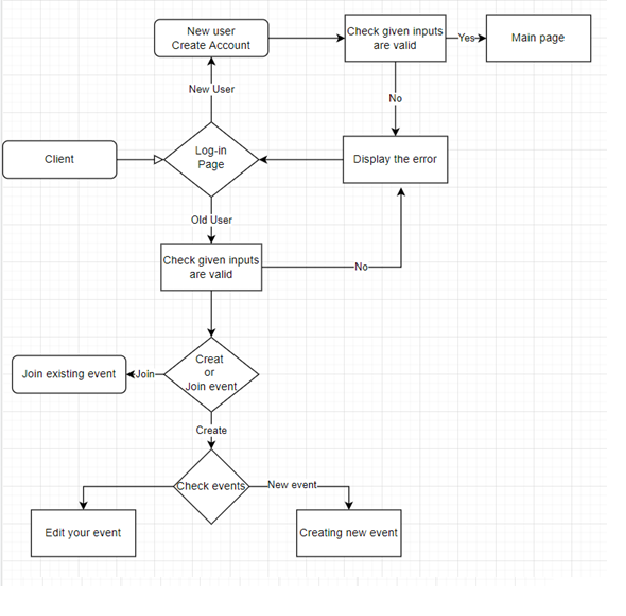 New user
Create Account
Check given inputs
are valid
Yes
Main page
New User
No
Client
Log-in
Page
Display the error
Old User
Check given inputs
are valid
No
Creat
or
Join event
Join existing event
Join
Create
Check events
New event
Edit your event
Creating new event